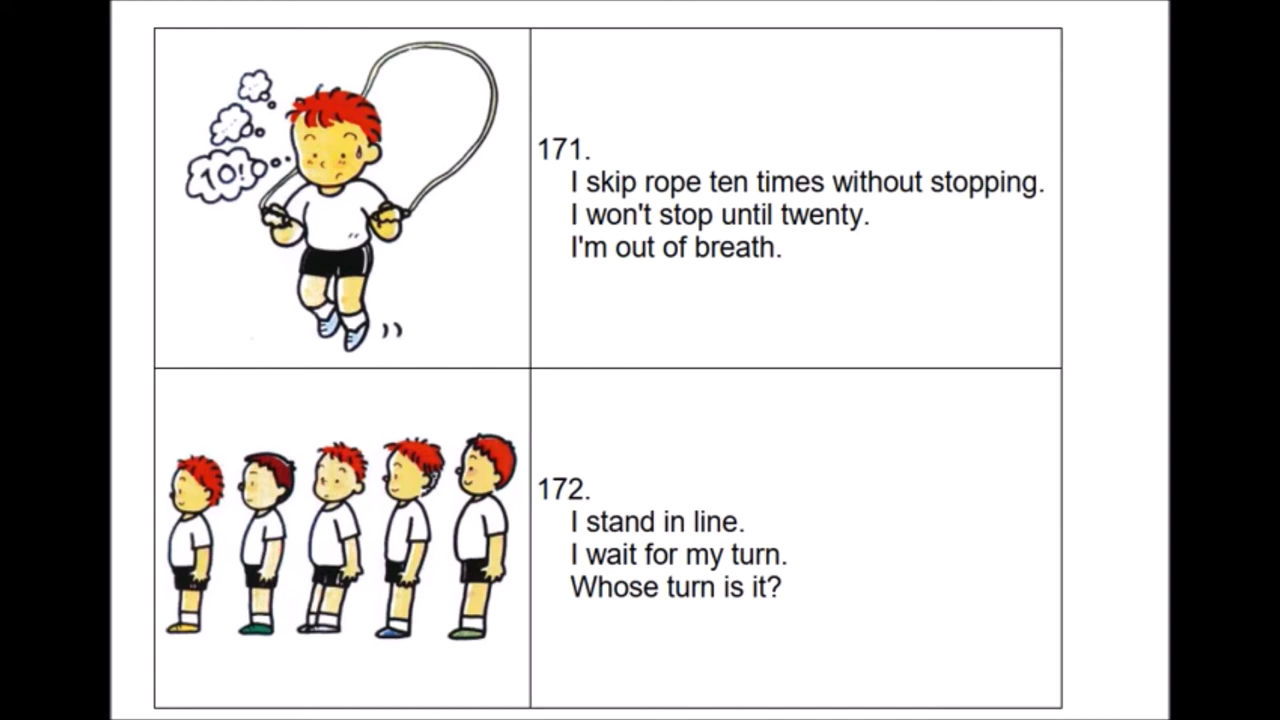 10!
171.
I skip rope ten times without stopping.
I won't stop until twenty.
I'm out of breath.
172.
I stand in line.
I wait for my turn.
Whose turn is it?